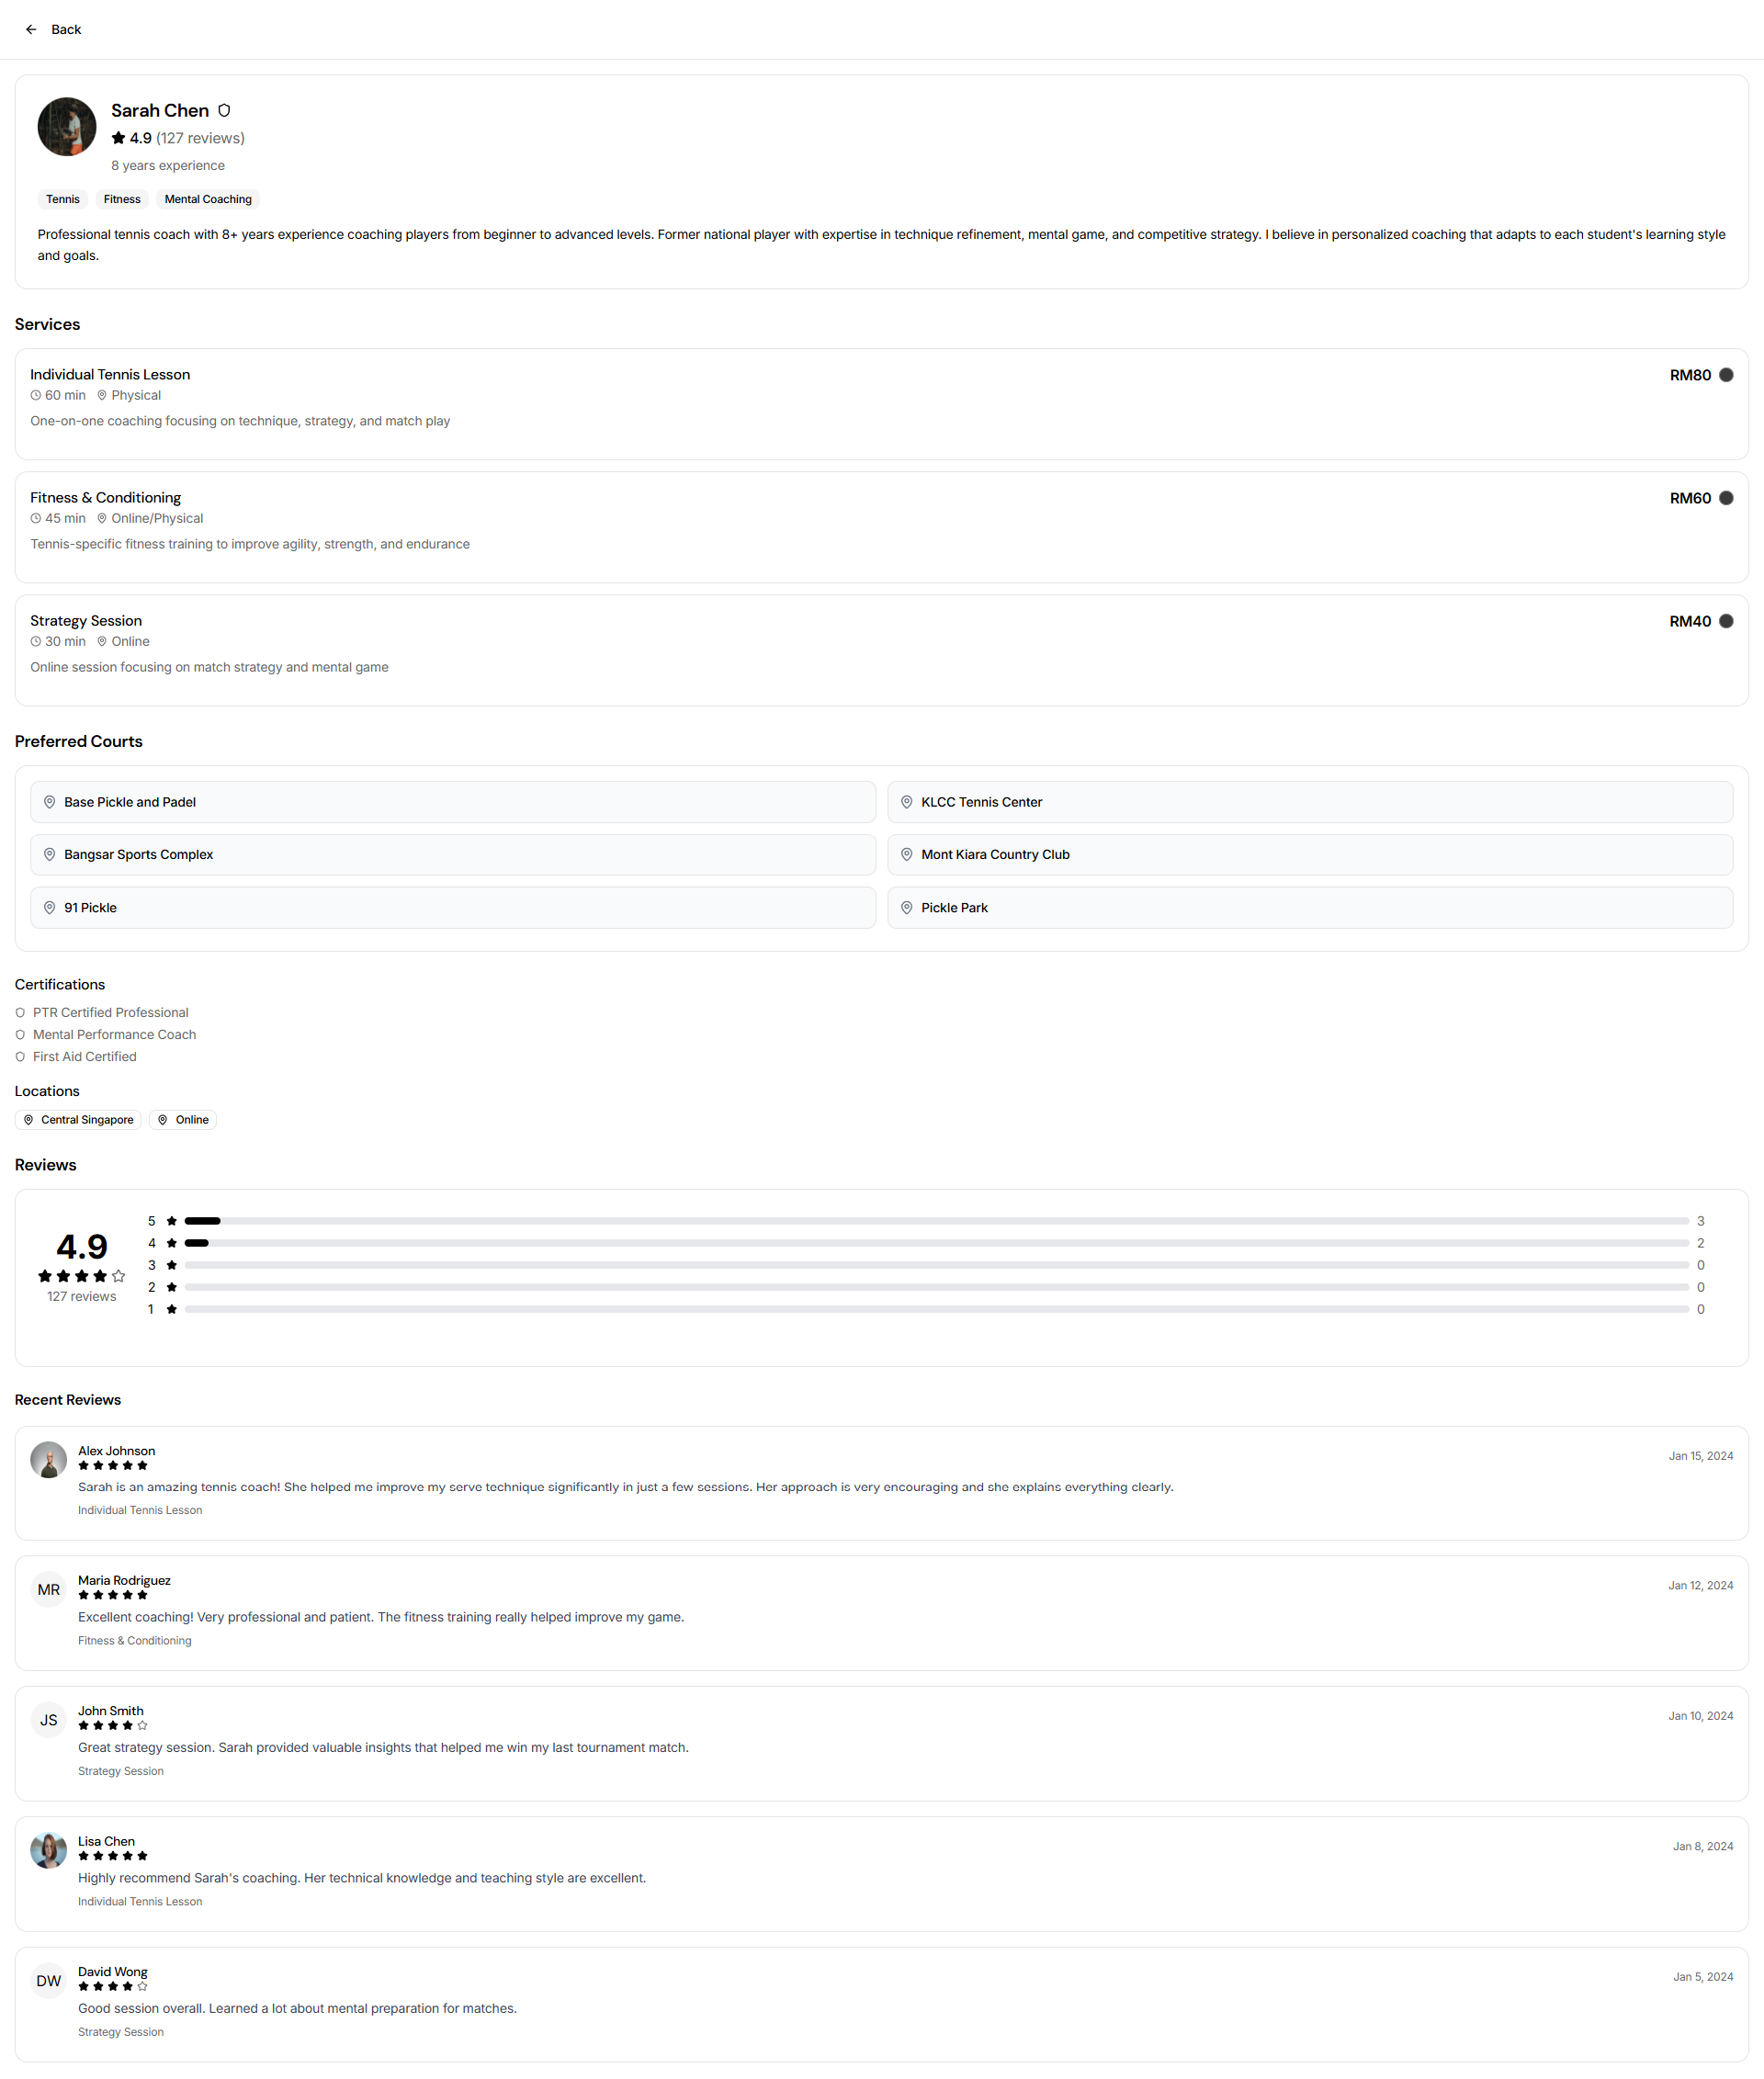 Back
Sarah Chen
4.9 (127 reviews)
8 years experience
Tennis Fitness Mental Coaching
Professional tennis coach with 8+ years experience coaching players from beginner to advanced levels. Former national player with expertise in technique refinement, mental game, and competitive strategy. I believe in personalized coaching that adapts to each student's learning style
and goals.
Services
Individual Tennis Lesson RM80
60 min Physical
One-on-one coaching focusing on technique, strategy, and match play
Fitness & Conditioning RM60
45 min Online/Physical
Tennis-specific fitness training to improve agility, strength, and endurance
Strategy Session RM40
30 min Online
Online session focusing on match strategy and mental game
Preferred Courts
Base Pickle and Padel KLCC Tennis Center
Bangsar Sports Complex Mont Kiara Country Club
91 Pickle Pickle Park
Certifications
PTR Certified Professional
Mental Performance Coach
First Aid Certified
Locations
Central Singapore Online
Reviews
4.9
127 reviews
5 3
4 2
3 0
2 0
1 0
Recent Reviews
Alex Johnson Jan 15, 2024
Sarah is an amazing tennis coach! She helped me improve my serve technique significantly in just a few sessions. Her approach is very encouraging and she explains everything clearly.
Individual Tennis Lesson
MR Maria Rodriguez Jan 12, 2024
Excellent coaching! Very professional and patient. The fitness training really helped improve my game.
Fitness & Conditioning
JS John Smith Jan 10, 2024
Great strategy session. Sarah provided valuable insights that helped me win my last tournament match.
Strategy Session
Lisa Chen Jan 8, 2024
Highly recommend Sarah's coaching. Her technical knowledge and teaching style are excellent.
Individual Tennis Lesson
DW David Wong Jan 5, 2024
Good session overall. Learned a lot about mental preparation for matches.
Strategy Session